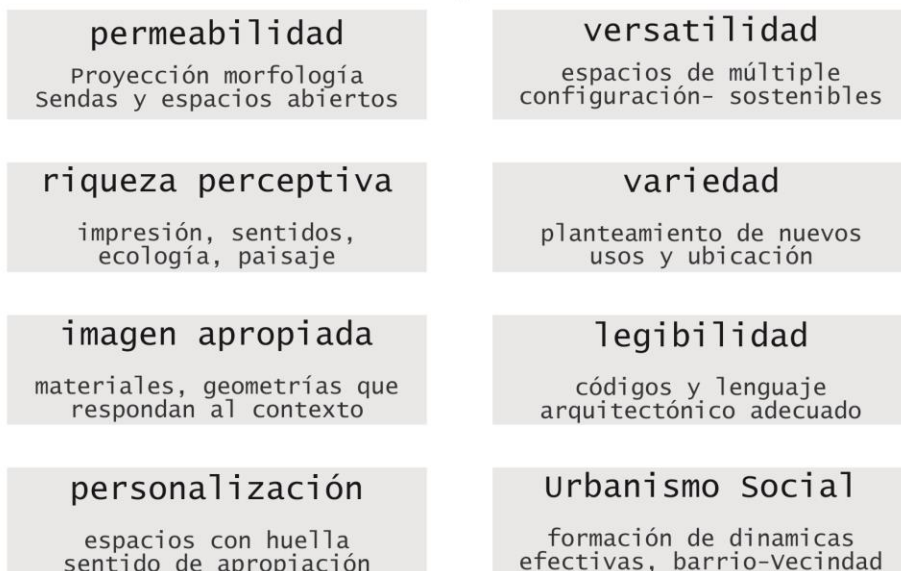 permeabilidad
Proyección morfología
Sendas y espacios abiertos
versatilidad
espacios de múltiple
configuración- sostenibles
riqueza perceptiva
impresión, sentidos,
ecología, paisaje
variedad
planteamiento de nuevos
usos y ubicación
imagen apropiada
materiales, geometrías que
respondan al contexto
legibilidad
códigos y lenguaje
arquitectónico adecuado
personalización
espacios con huella
sentido de apropiación
Urbanismo Social
formación de dinamicas
efectivas, barrio-Vecindad